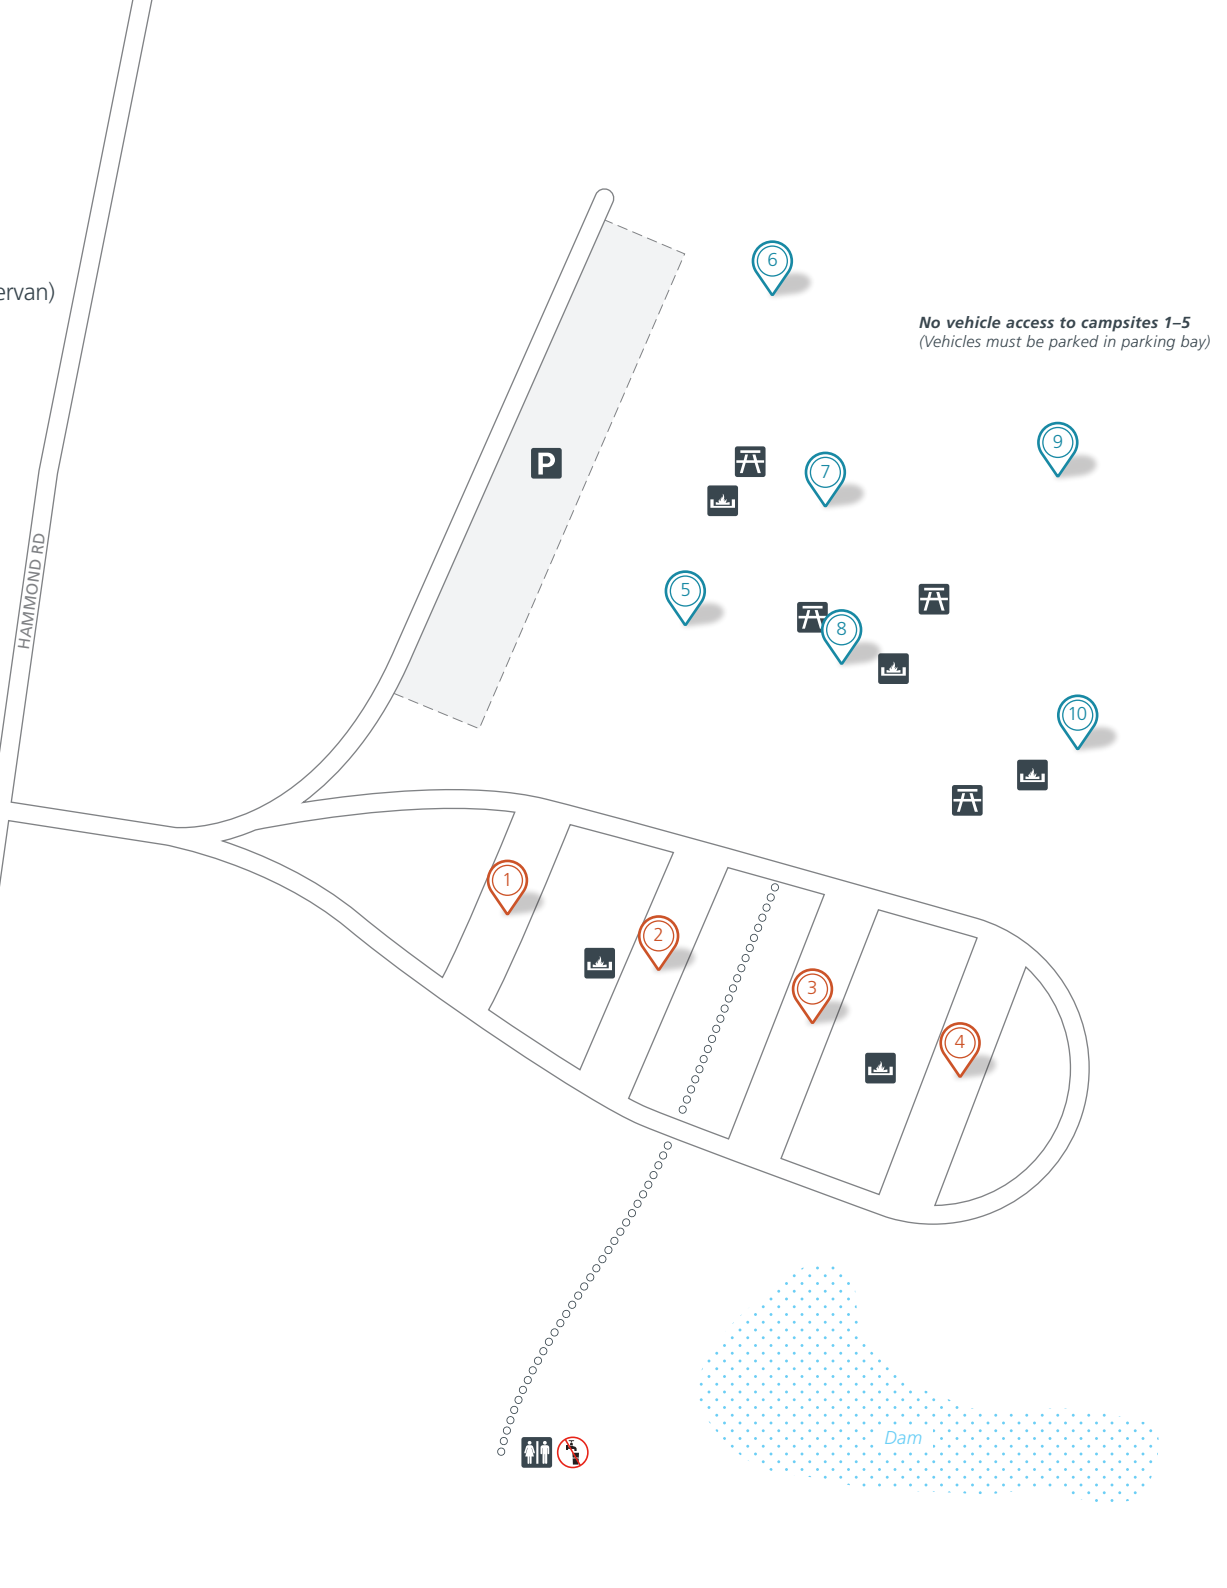 6
No vehicle access to campsites 1–5
(Vehicles must be parked in parking bay)
ervan)
9
P
7
HAMMOND RD
5
8
10
1
2
3
4
Dam